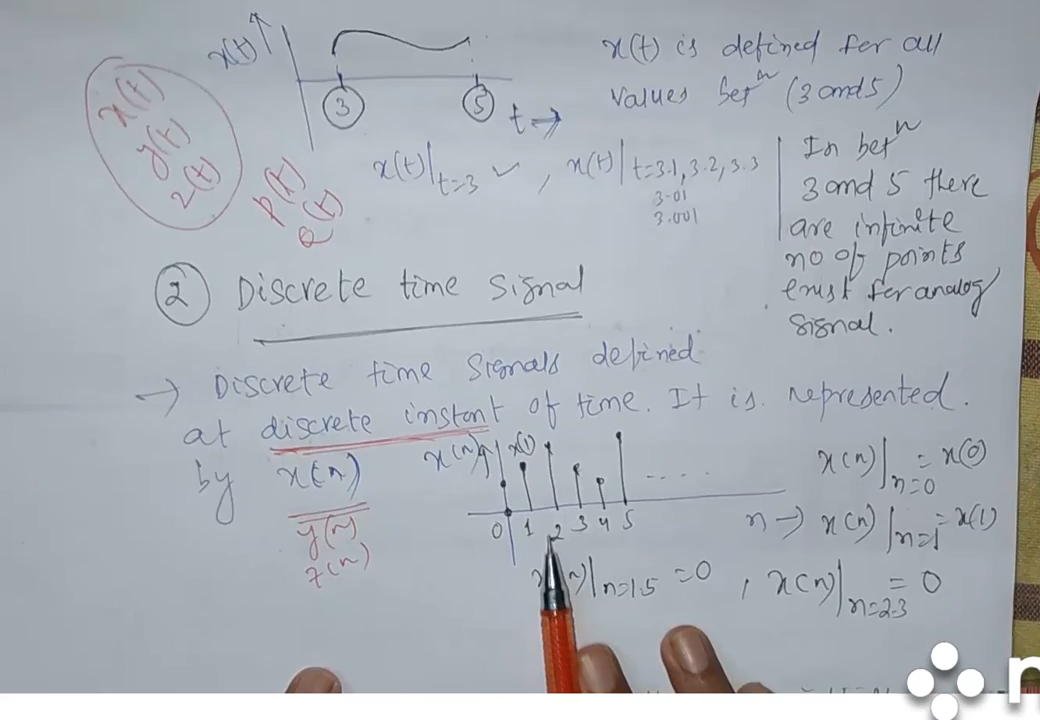 x(t)
3
5
t →
x(t) is defined for all
values betⁿ (3 and 5)
x(t)
y(t)
z(t)
p(t)
Q(t)
x(t)|t=3 ✓ , x(t)|t=3.1, 3.2, 3.3
3.01
3.001
In betⁿ
3 and 5 there
are infinite
no of points
exist for analog
signal.
② Discrete time signal
→ Discrete time signals defined
at discrete instant of time. It is represented
by x(n)
y(n)
z(n)
x(n)
x(1)
0 1 2 3 4 5
x(n)|n=0 = x(0)
n → x(n)|n=1 = x(1)
x(n)|n=1.5 = 0 , x(n)|n=2.3 = 0